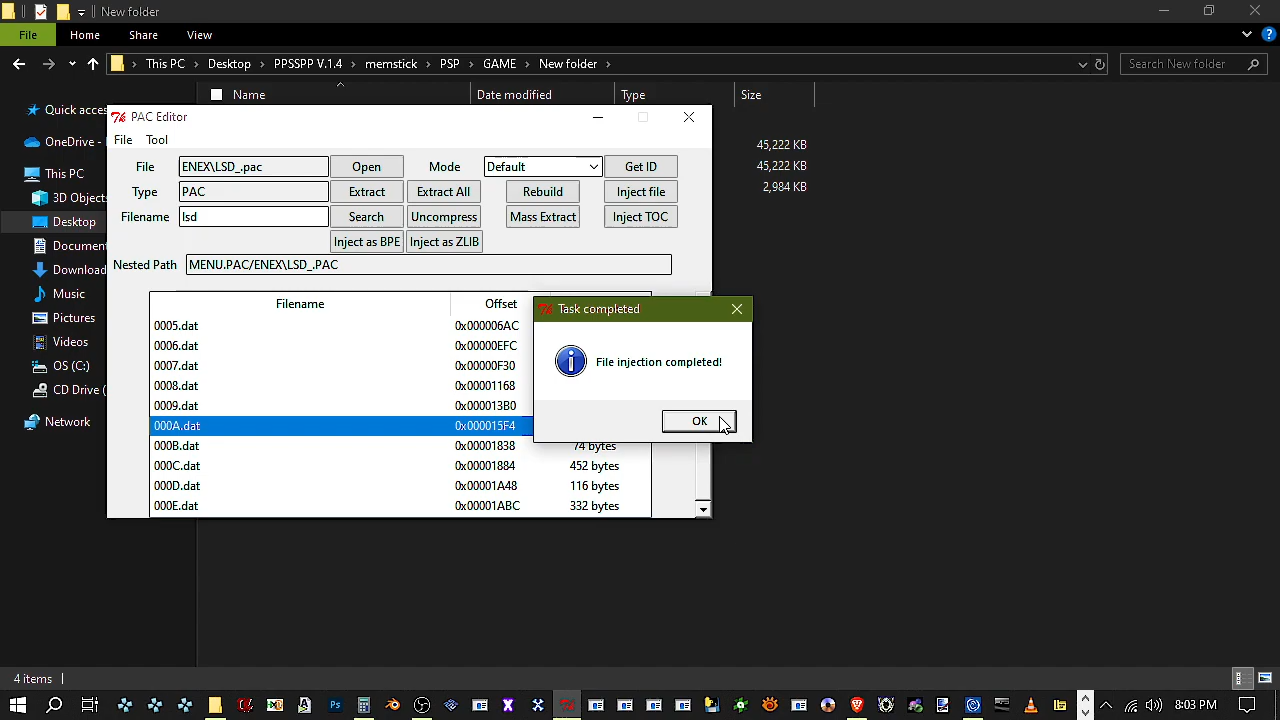 New folder
File Home Share View
This PC > Desktop > PPSSPP V.1.4 > memstick > PSP > GAME > New folder >
Search New folder
Name Date modified Type Size
Quick acces
OneDrive -
This PC
3D Objects
Desktop
Document
Download
Music
Pictures
Videos
OS (C:)
CD Drive (
Network
45,222 KB
45,222 KB
2,984 KB
PAC Editor
File Tool
File ENEX\LSD_.pac Open Mode Default Get ID
Type PAC Extract Extract All Rebuild Inject file
Filename lsd Search Uncompress Mass Extract Inject TOC
Inject as BPE Inject as ZLIB
Nested Path MENU.PAC/ENEX\LSD_.PAC
Filename Offset
0005.dat 0x000006AC
0006.dat 0x00000EFC
0007.dat 0x00000F30
0008.dat 0x00001168
0009.dat 0x000013B0
000A.dat 0x000015F4
000B.dat 0x00001838 74 bytes
000C.dat 0x00001884 452 bytes
000D.dat 0x00001A48 116 bytes
000E.dat 0x00001ABC 332 bytes
Task completed
File injection completed!
OK
4 items
8:03 PM